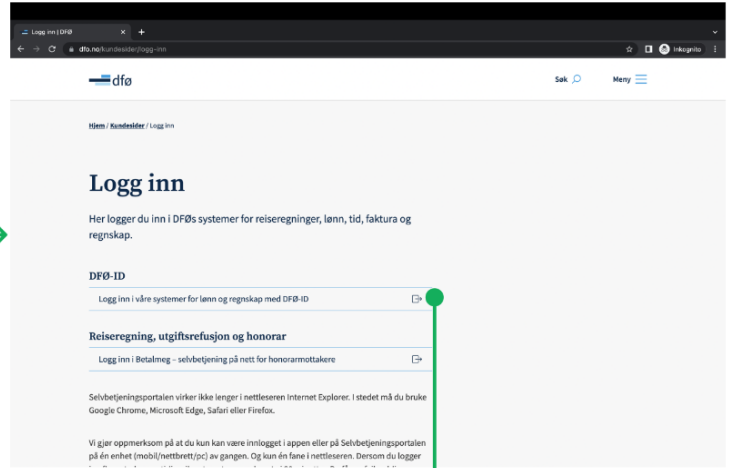 Logg inn | DFØ
dfo.no/kundesider/logg-inn
Inkognito
dfø
Søk
Meny
Hjem / Kundesider / Logg inn
Logg inn
Her logger du inn i DFØs systemer for reiseregninger, lønn, tid, faktura og
regnskap.
DFØ-ID
Logg inn i våre systemer for lønn og regnskap med DFØ-ID
Reiseregning, utgiftsrefusjon og honorar
Logg inn i Betalmeg – selvbetjening på nett for honorarmottakere
Selvbetjeningsportalen virker ikke lenger i nettleseren Internet Explorer. I stedet må du bruke
Google Chrome, Microsoft Edge, Safari eller Firefox.
Vi gjør oppmerksom på at du kun kan være innlogget i appen eller på Selvbetjeningsportalen
på én enhet (mobil/nettbrett/pc) av gangen. Og kun én fane i nettleseren. Dersom du logger